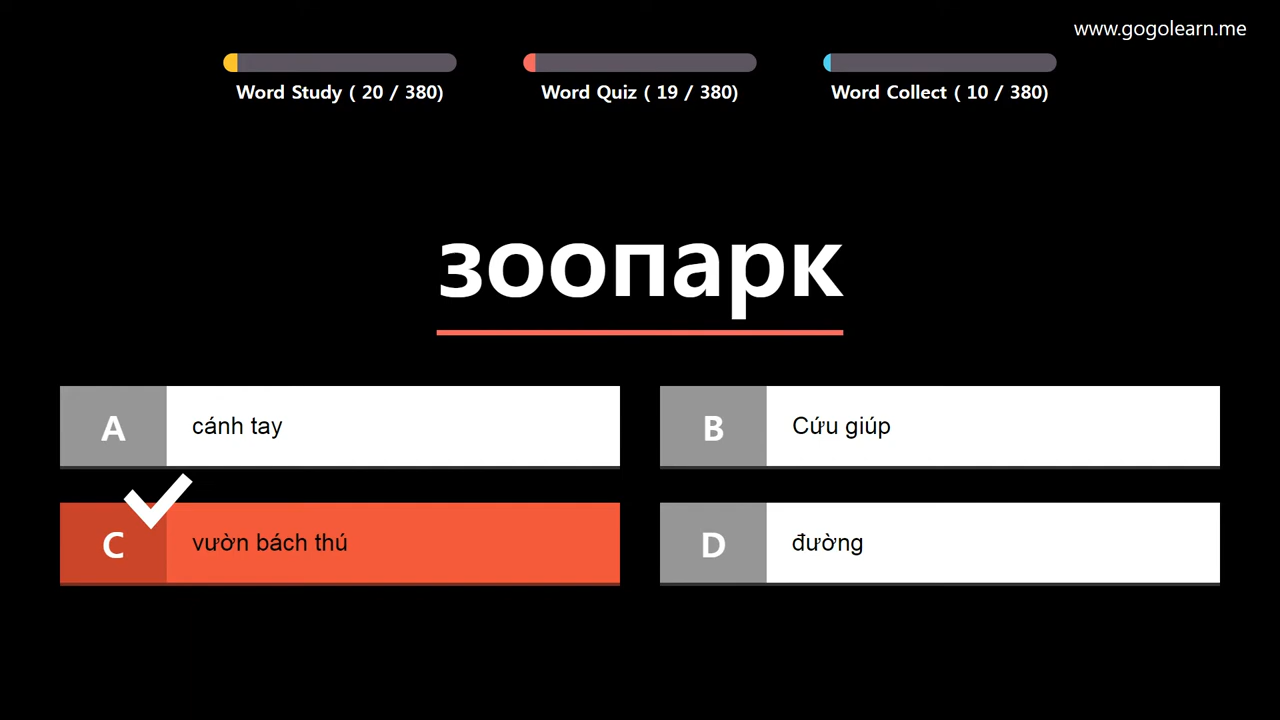 www.gogolearn.me
Word Study ( 20 / 380)
Word Quiz ( 19 / 380)
Word Collect ( 10 / 380)
зоопарк
A
cánh tay
B
Cứu giúp
C
vườn bách thú
D
đường